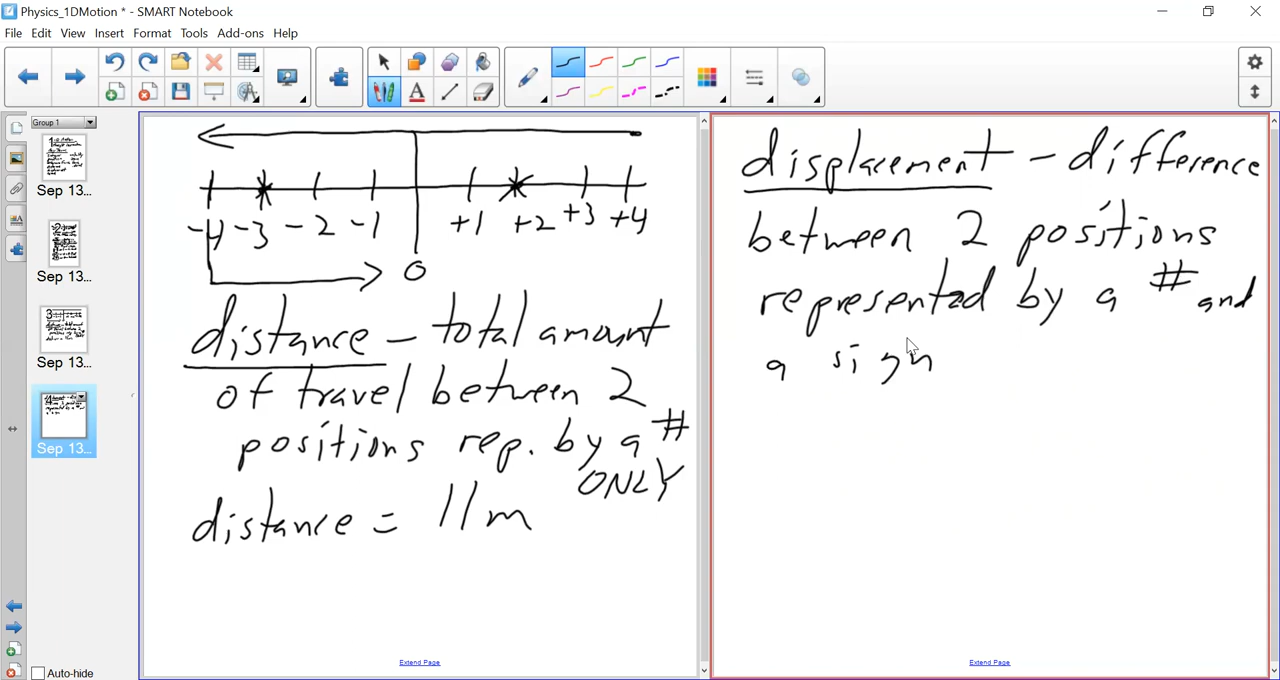 Physics_1DMotion * - SMART Notebook
File Edit View Insert Format Tools Add-ons Help
Group 1
Sep 13...
Sep 13...
Sep 13...
Sep 13...
Auto-hide
-4 -3 -2 -1 +1 +2 +3 +4
0
distance - total amount
of travel between 2
positions rep. by a #
ONLY
distance = 11m
Extend Page
displacement - difference
between 2 positions
represented by a # and
a sign
Extend Page